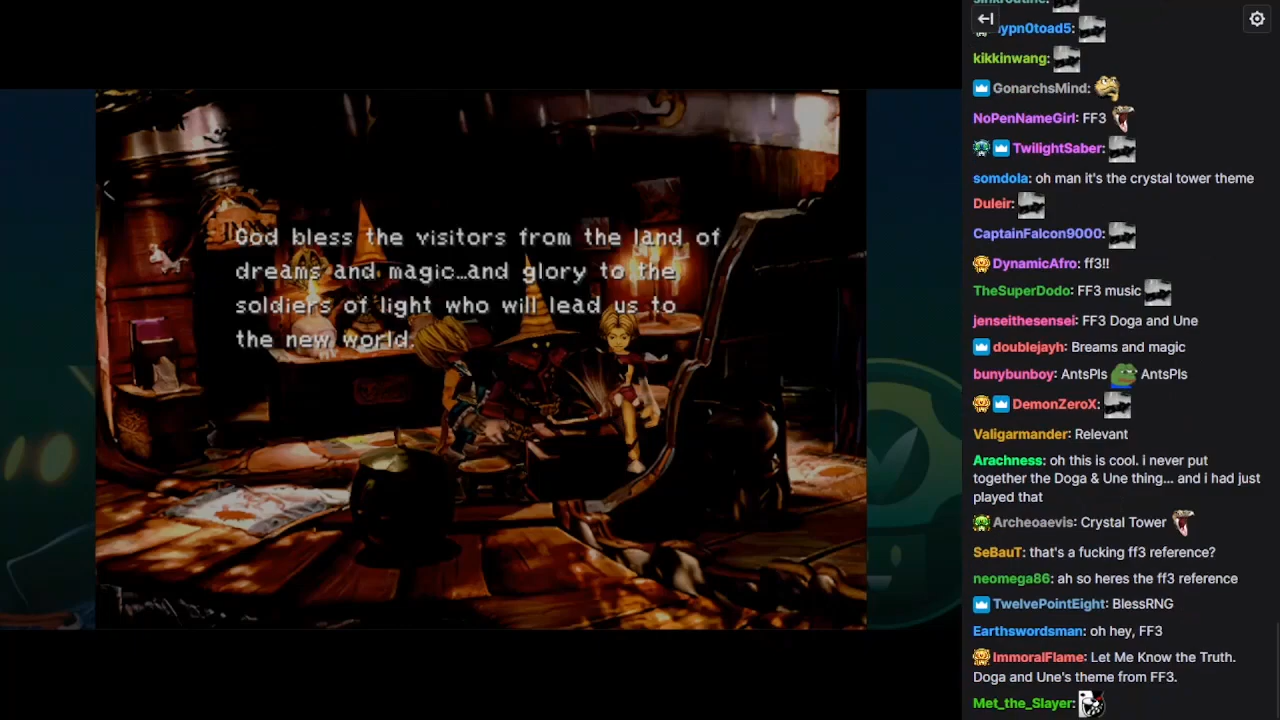 God bless the visitors from the land of
dreams and magic…and glory to the
soldiers of light who will lead us to
the new world.
ypn0toad5:
kikkinwang:
GonarchsMind:
NoPenNameGirl: FF3
TwilightSaber:
somdola: oh man it's the crystal tower theme
Duleir:
CaptainFalcon9000:
DynamicAfro: ff3!!
TheSuperDodo: FF3 music
jenseithesensei: FF3 Doga and Une
doublejayh: Breams and magic
bunybunboy: AntsPls AntsPls
DemonZeroX:
Valigarmander: Relevant
Arachness: oh this is cool. i never put
together the Doga & Une thing... and i had just
played that
Archeoaevis: Crystal Tower
SeBauT: that's a fucking ff3 reference?
neomega86: ah so heres the ff3 reference
TwelvePointEight: BlessRNG
Earthswordsman: oh hey, FF3
ImmoralFlame: Let Me Know the Truth.
Doga and Une's theme from FF3.
Met_the_Slayer: